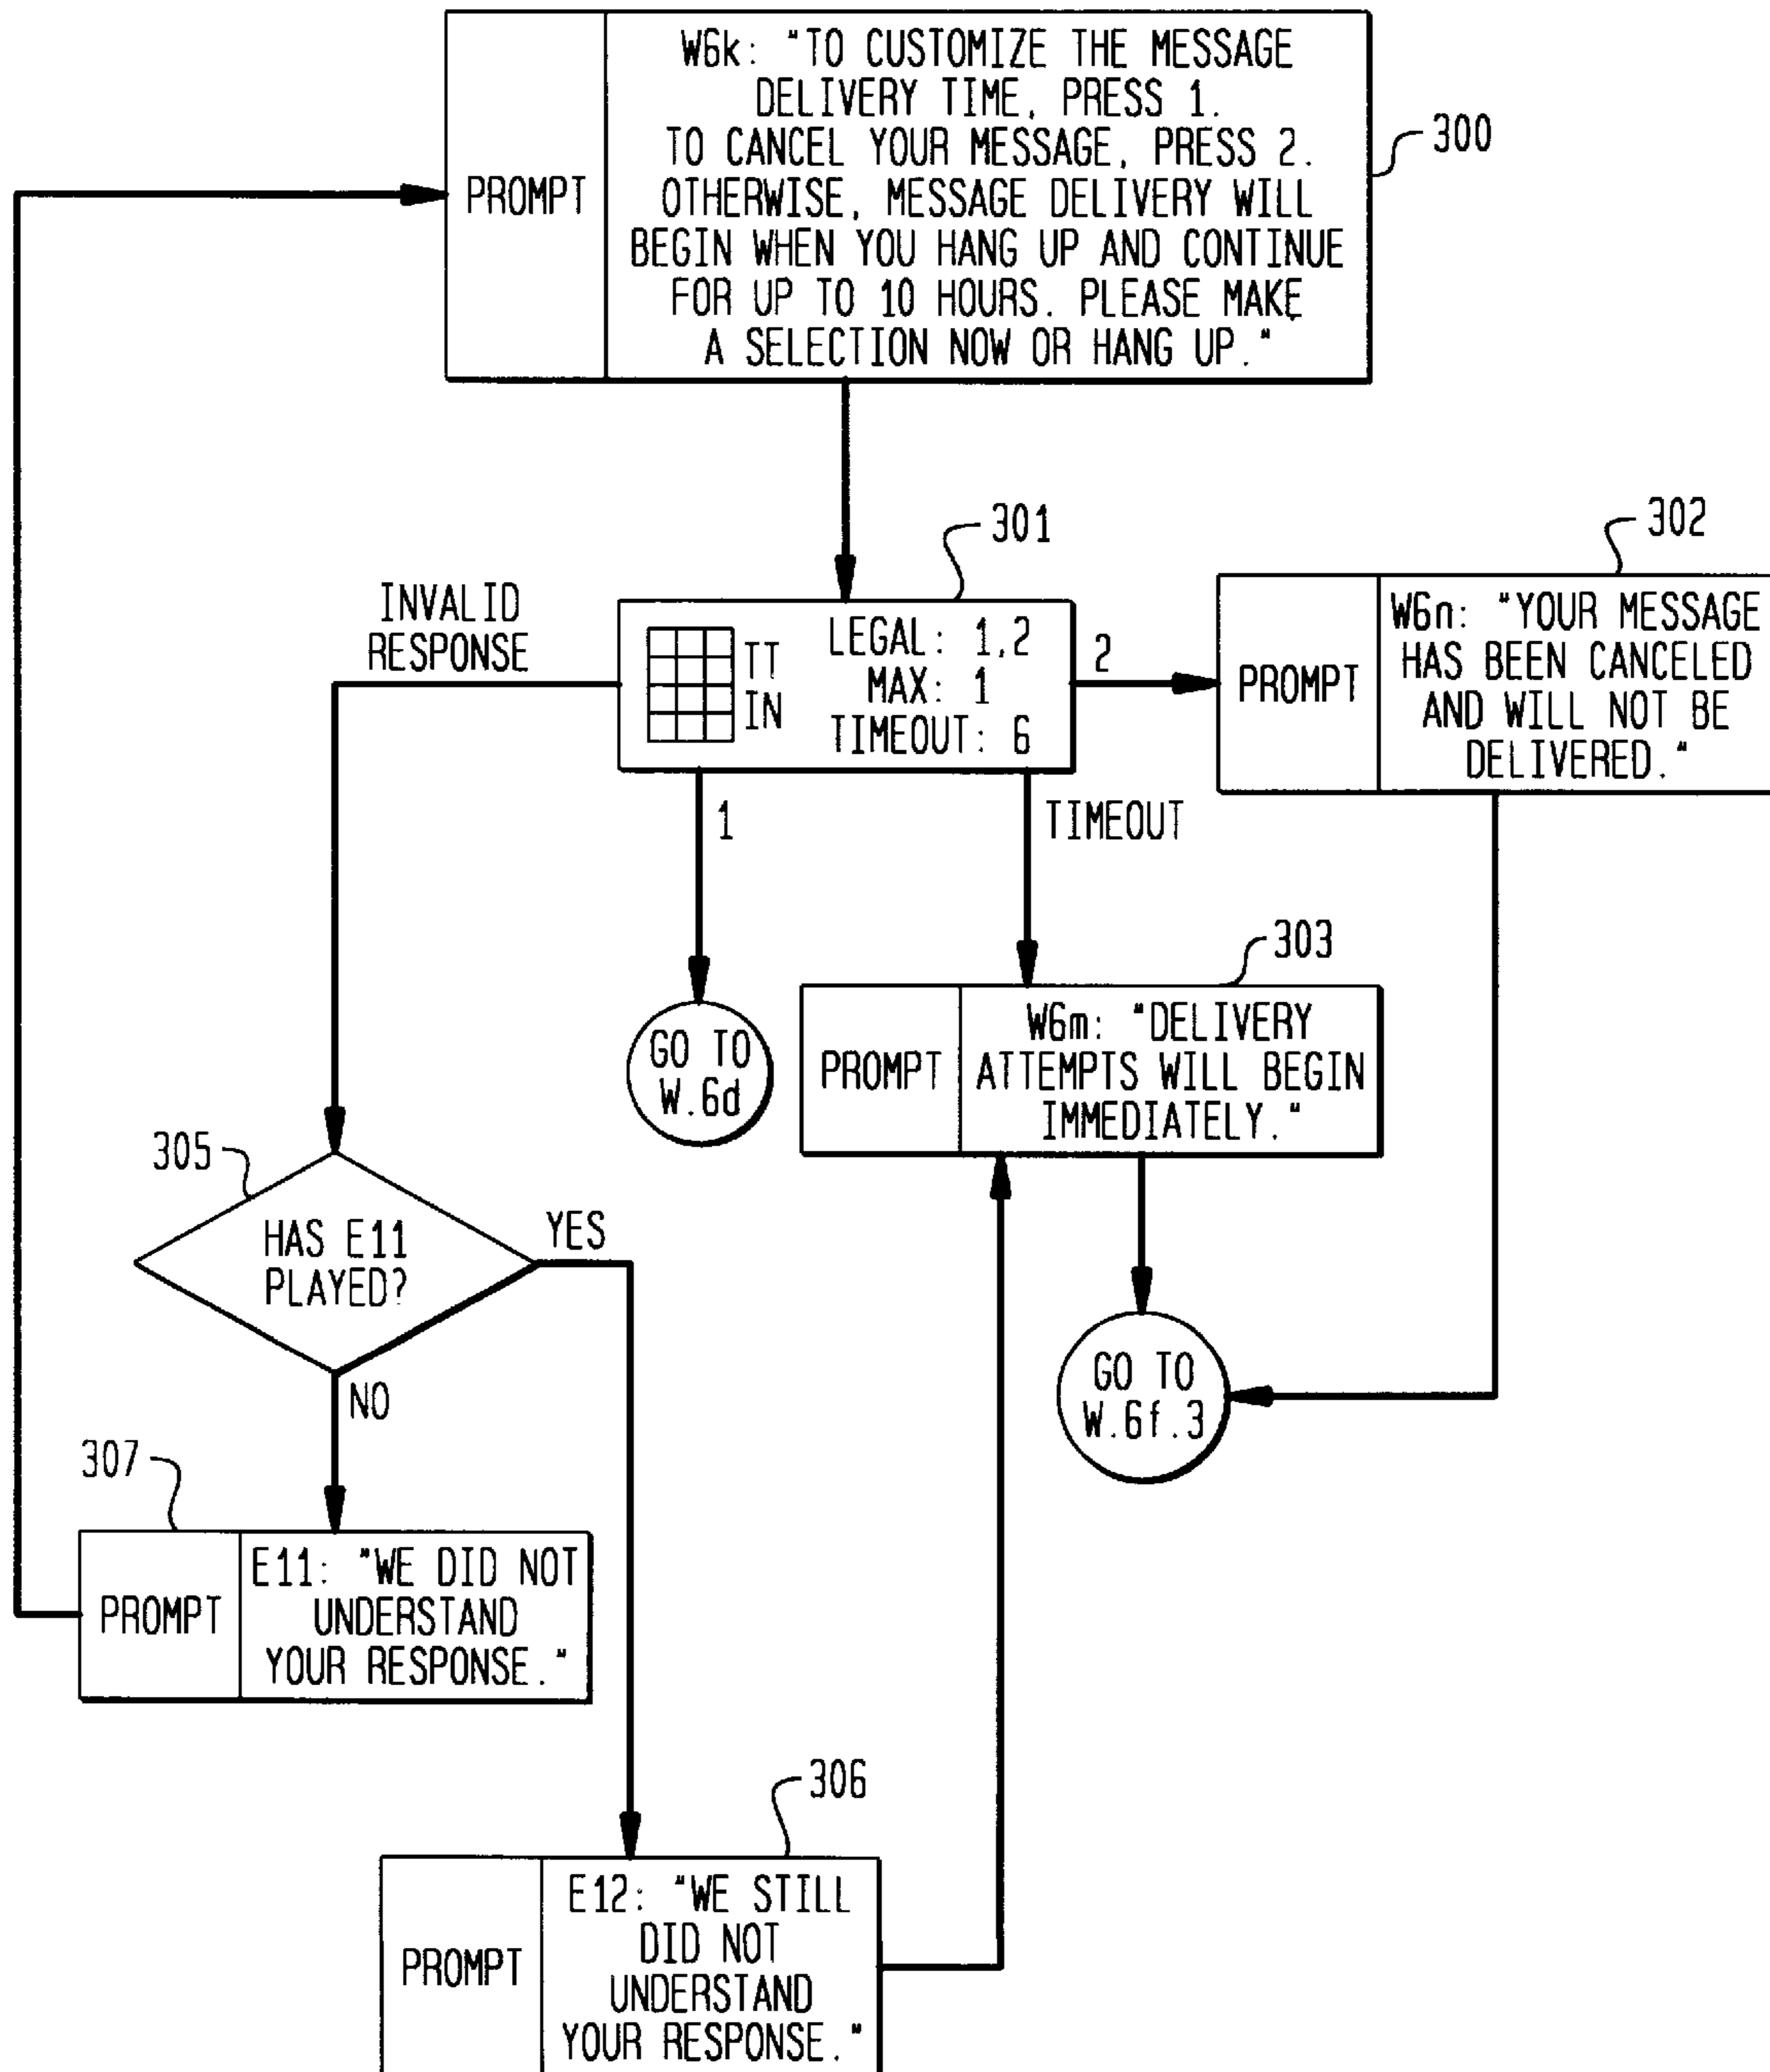 W6k: "TO CUSTOMIZE THE MESSAGE
DELIVERY TIME, PRESS 1.
TO CANCEL YOUR MESSAGE, PRESS 2.
OTHERWISE, MESSAGE DELIVERY WILL
BEGIN WHEN YOU HANG UP AND CONTINUE
FOR UP TO 10 HOURS. PLEASE MAKE
A SELECTION NOW OR HANG UP."
PROMPT
300
301
302
INVALID
RESPONSE
TT
IN
LEGAL: 1,2
MAX: 1
TIMEOUT: 6
2
PROMPT
W6n: "YOUR MESSAGE
HAS BEEN CANCELED
AND WILL NOT BE
DELIVERED."
1
TIMEOUT
303
GO TO
W.6d
PROMPT
W6m: "DELIVERY
ATTEMPTS WILL BEGIN
IMMEDIATELY."
305
HAS E11
PLAYED?
YES
NO
GO TO
W.6f.3
307
PROMPT
E11: "WE DID NOT
UNDERSTAND
YOUR RESPONSE."
306
PROMPT
E12: "WE STILL
DID NOT
UNDERSTAND
YOUR RESPONSE."